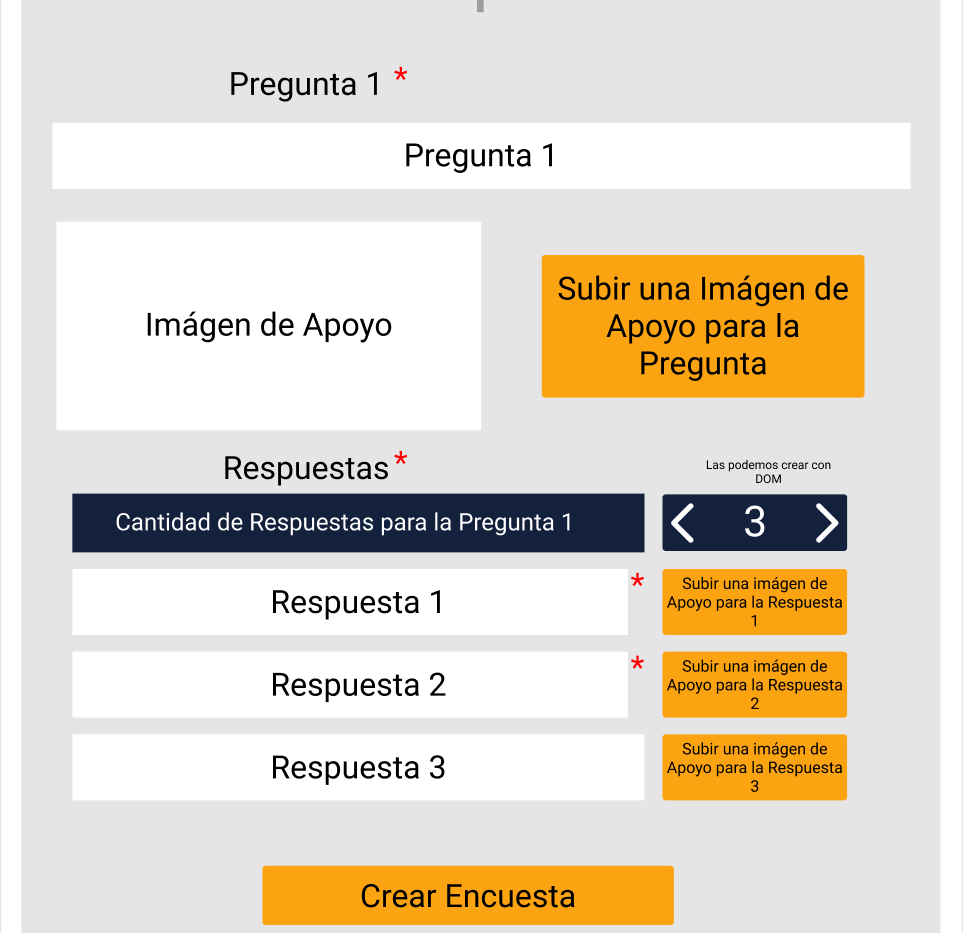 Pregunta 1 *
Pregunta 1
Imágen de Apoyo
Subir una Imágen de
Apoyo para la
Pregunta
Respuestas *
Las podemos crear con
DOM
Cantidad de Respuestas para la Pregunta 1
3
Respuesta 1 *
Subir una imágen de
Apoyo para la Respuesta
1
Respuesta 2 *
Subir una imágen de
Apoyo para la Respuesta
2
Respuesta 3
Subir una imágen de
Apoyo para la Respuesta
3
Crear Encuesta